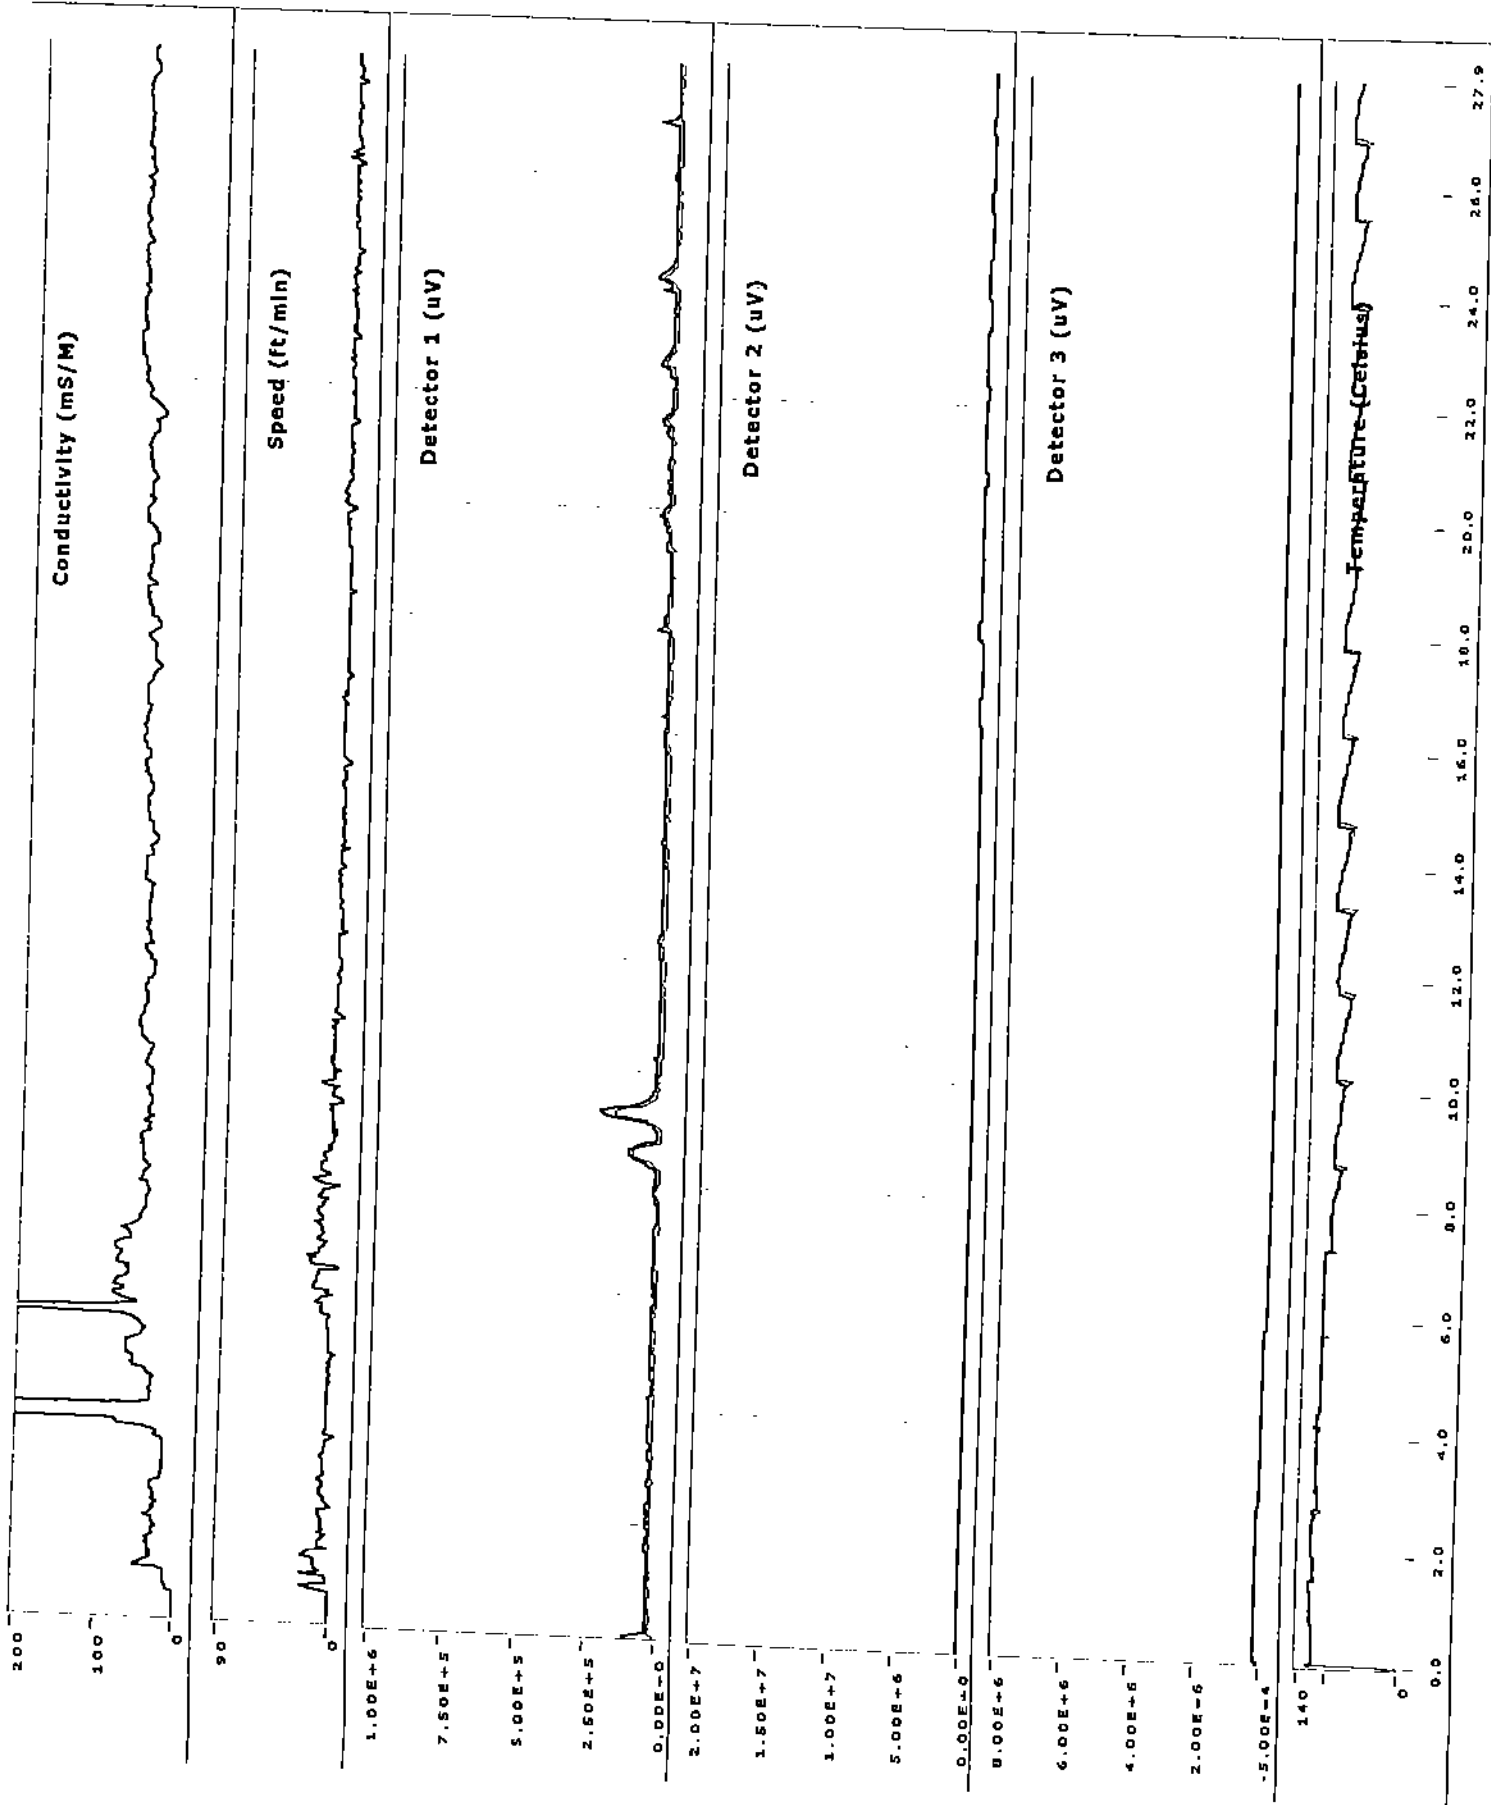 Conductivity (mS/M)
200
100
0
Speed (ft/min)
90
0
Detector 1 (uV)
1.00E+6
7.50E+5
5.00E+5
2.50E+5
0.00E+0
Detector 2 (uV)
2.00E+7
1.50E+7
1.00E+7
5.00E+6
0.00E+0
Detector 3 (uV)
8.00E+6
6.00E+6
4.00E+6
2.00E+6
-5.00E+4
Temperature (Celsius)
140
0
0.0 2.0 4.0 6.0 8.0 10.0 12.0 14.0 16.0 18.0 20.0 22.0 24.0 26.0 27.9